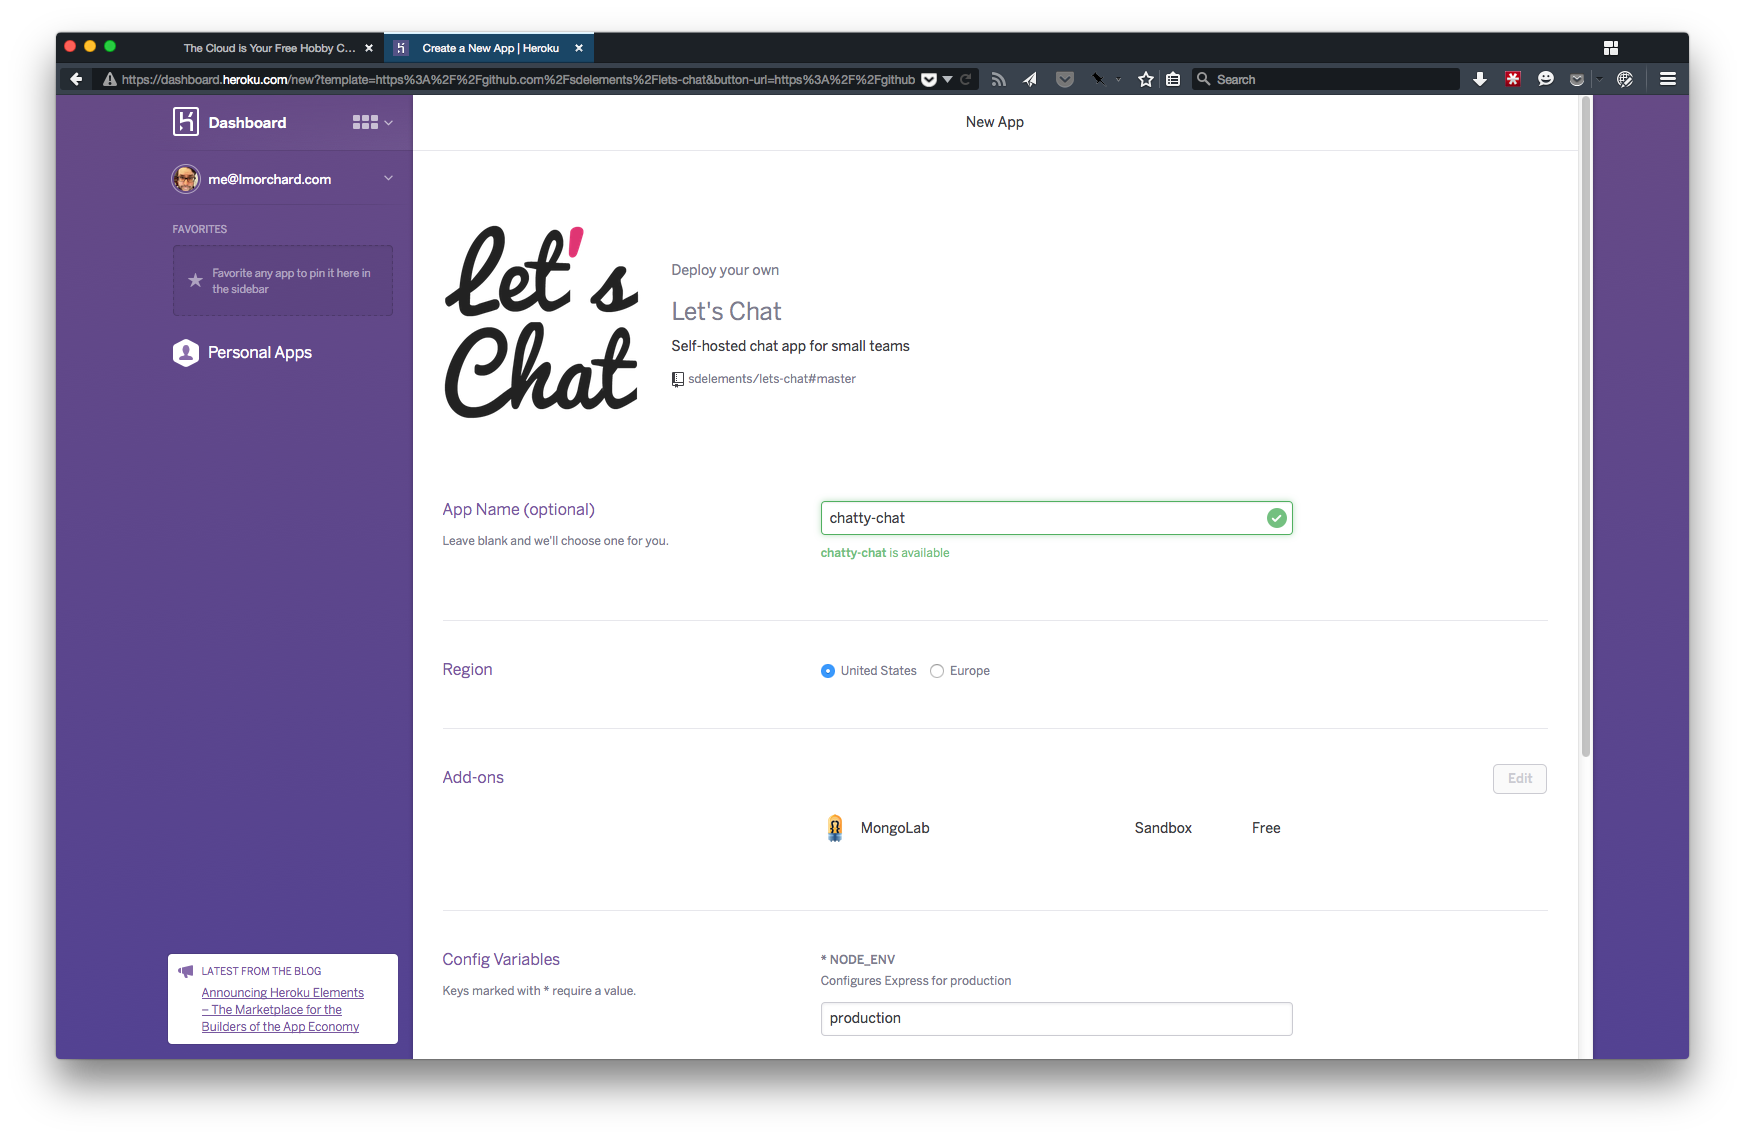 The Cloud is Your Free Hobby C...
Create a New App | Heroku
https://dashboard.heroku.com/new?template=https%3A%2F%2Fgithub.com%2Fsdelements%2Flets-chat&button-url=https%3A%2F%2Fgithub
Search
Dashboard
New App
me@lmorchard.com
FAVORITES
Favorite any app to pin it here in
the sidebar
Personal Apps
Let's
Chat
Deploy your own
Let's Chat
Self-hosted chat app for small teams
sdelements/lets-chat#master
App Name (optional)
Leave blank and we'll choose one for you.
chatty-chat
chatty-chat is available
Region
United States
Europe
Add-ons
Edit
MongoLab
Sandbox
Free
Config Variables
Keys marked with * require a value.
* NODE_ENV
Configures Express for production
production
LATEST FROM THE BLOG
Announcing Heroku Elements
– The Marketplace for the
Builders of the App Economy